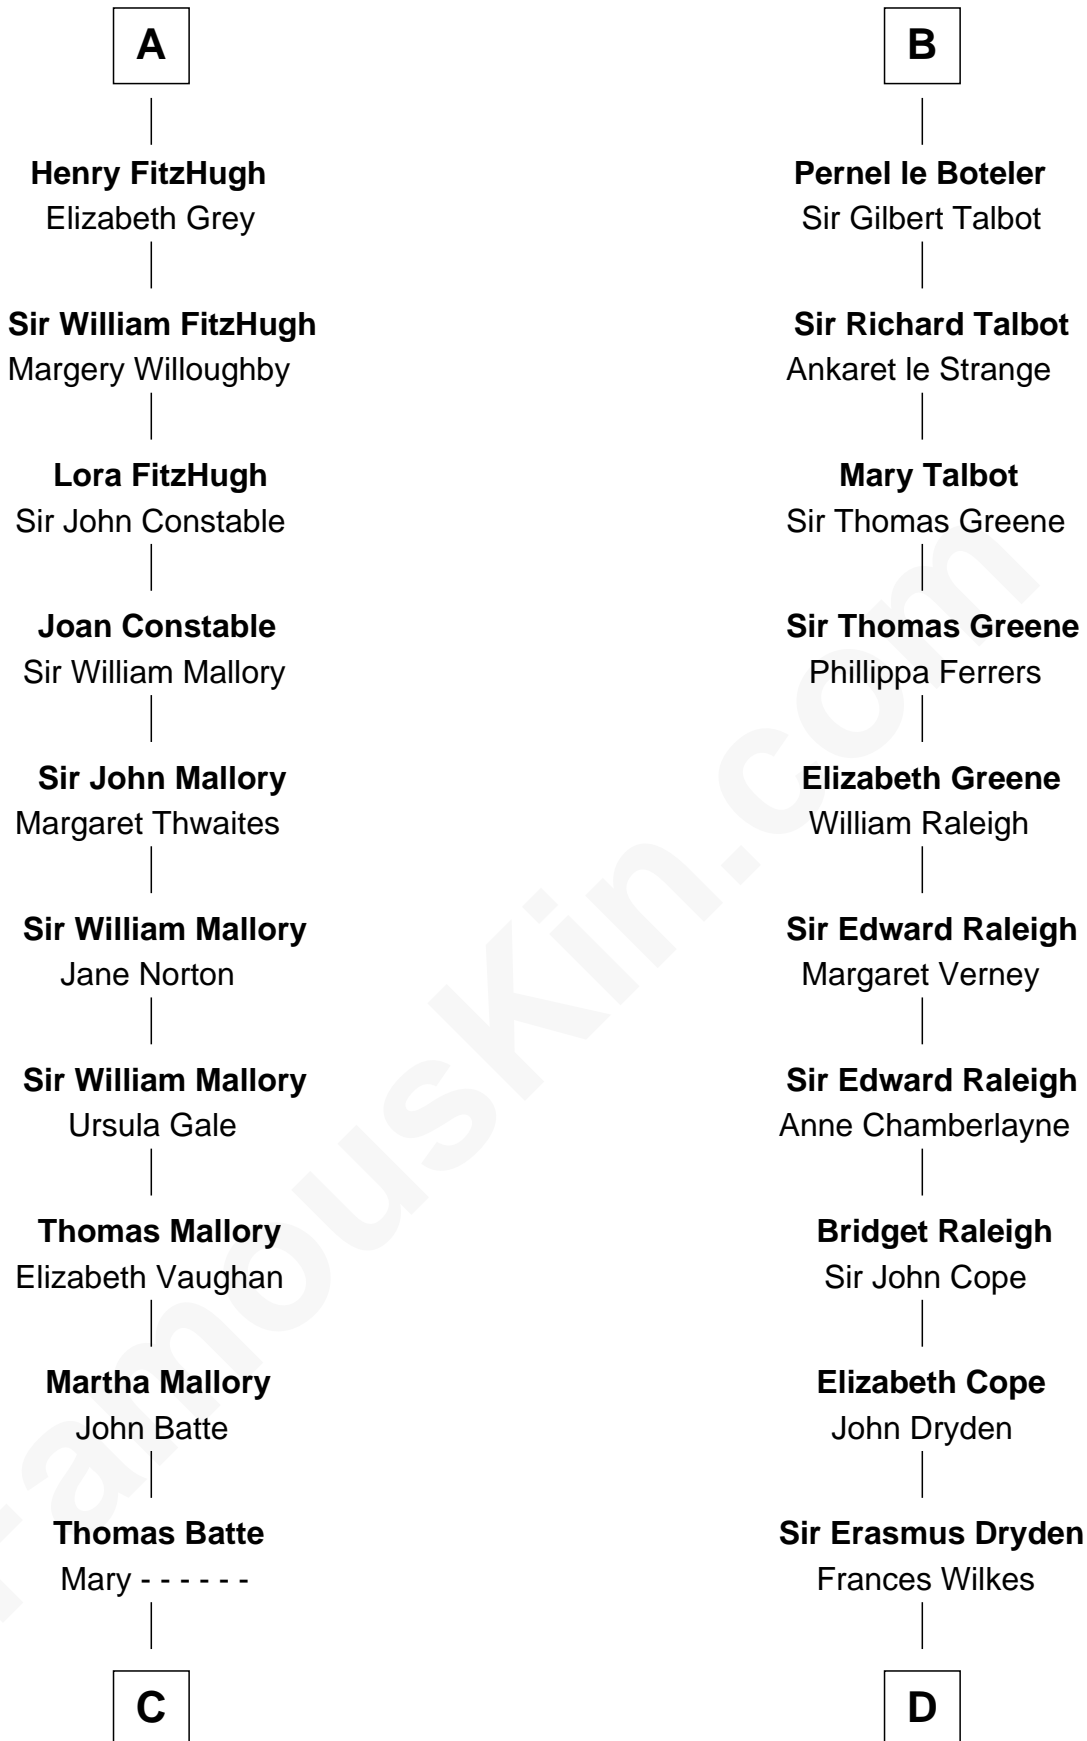 A
Henry FitzHugh
Elizabeth Grey
Sir William FitzHugh
Margery Willoughby
Lora FitzHugh
Sir John Constable
Joan Constable
Sir William Mallory
Sir John Mallory
Margaret Thwaites
Sir William Mallory
Jane Norton
Sir William Mallory
Ursula Gale
Thomas Mallory
Elizabeth Vaughan
Martha Mallory
John Batte
Thomas Batte
Mary - - - - - -
C
B
Pernel le Boteler
Sir Gilbert Talbot
Sir Richard Talbot
Ankaret le Strange
Mary Talbot
Sir Thomas Greene
Sir Thomas Greene
Phillippa Ferrers
Elizabeth Greene
William Raleigh
Sir Edward Raleigh
Margaret Verney
Sir Edward Raleigh
Anne Chamberlayne
Bridget Raleigh
Sir John Cope
Elizabeth Cope
John Dryden
Sir Erasmus Dryden
Frances Wilkes
D
FamousKin.com